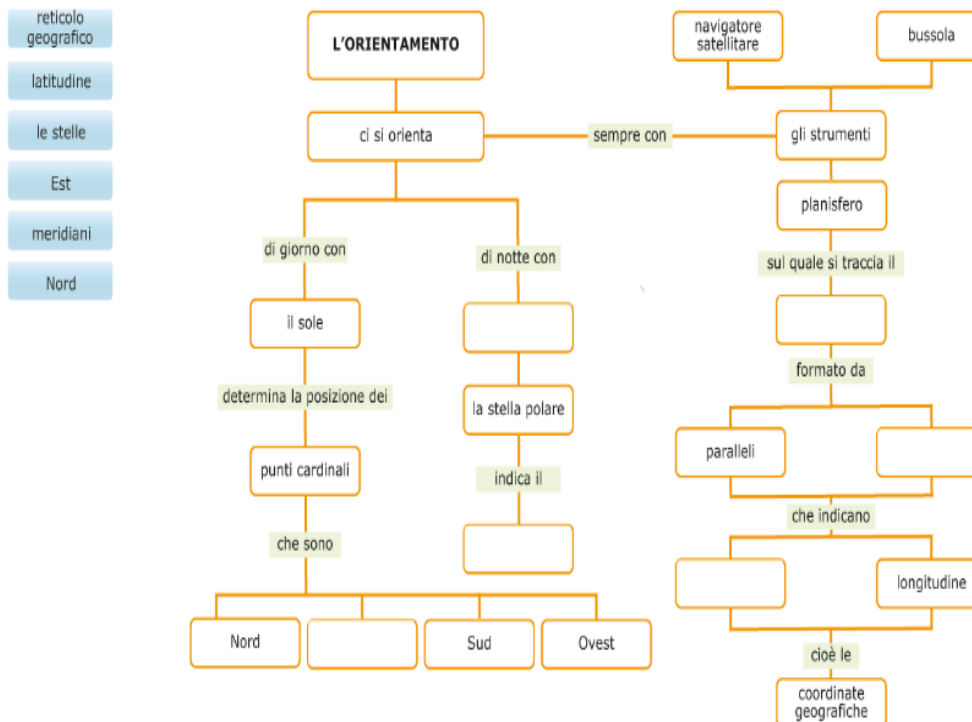 reticolo
geografico
latitudine
le stelle
Est
meridiani
Nord
L'ORIENTAMENTO
ci si orienta
sempre con
di giorno con
il sole
determina la posizione dei
punti cardinali
che sono
Nord
Sud
Ovest
di notte con
la stella polare
indica il
navigatore
satellitare
bussola
gli strumenti
planisfero
sul quale si traccia il
formato da
paralleli
che indicano
longitudine
cioè le
coordinate
geografiche